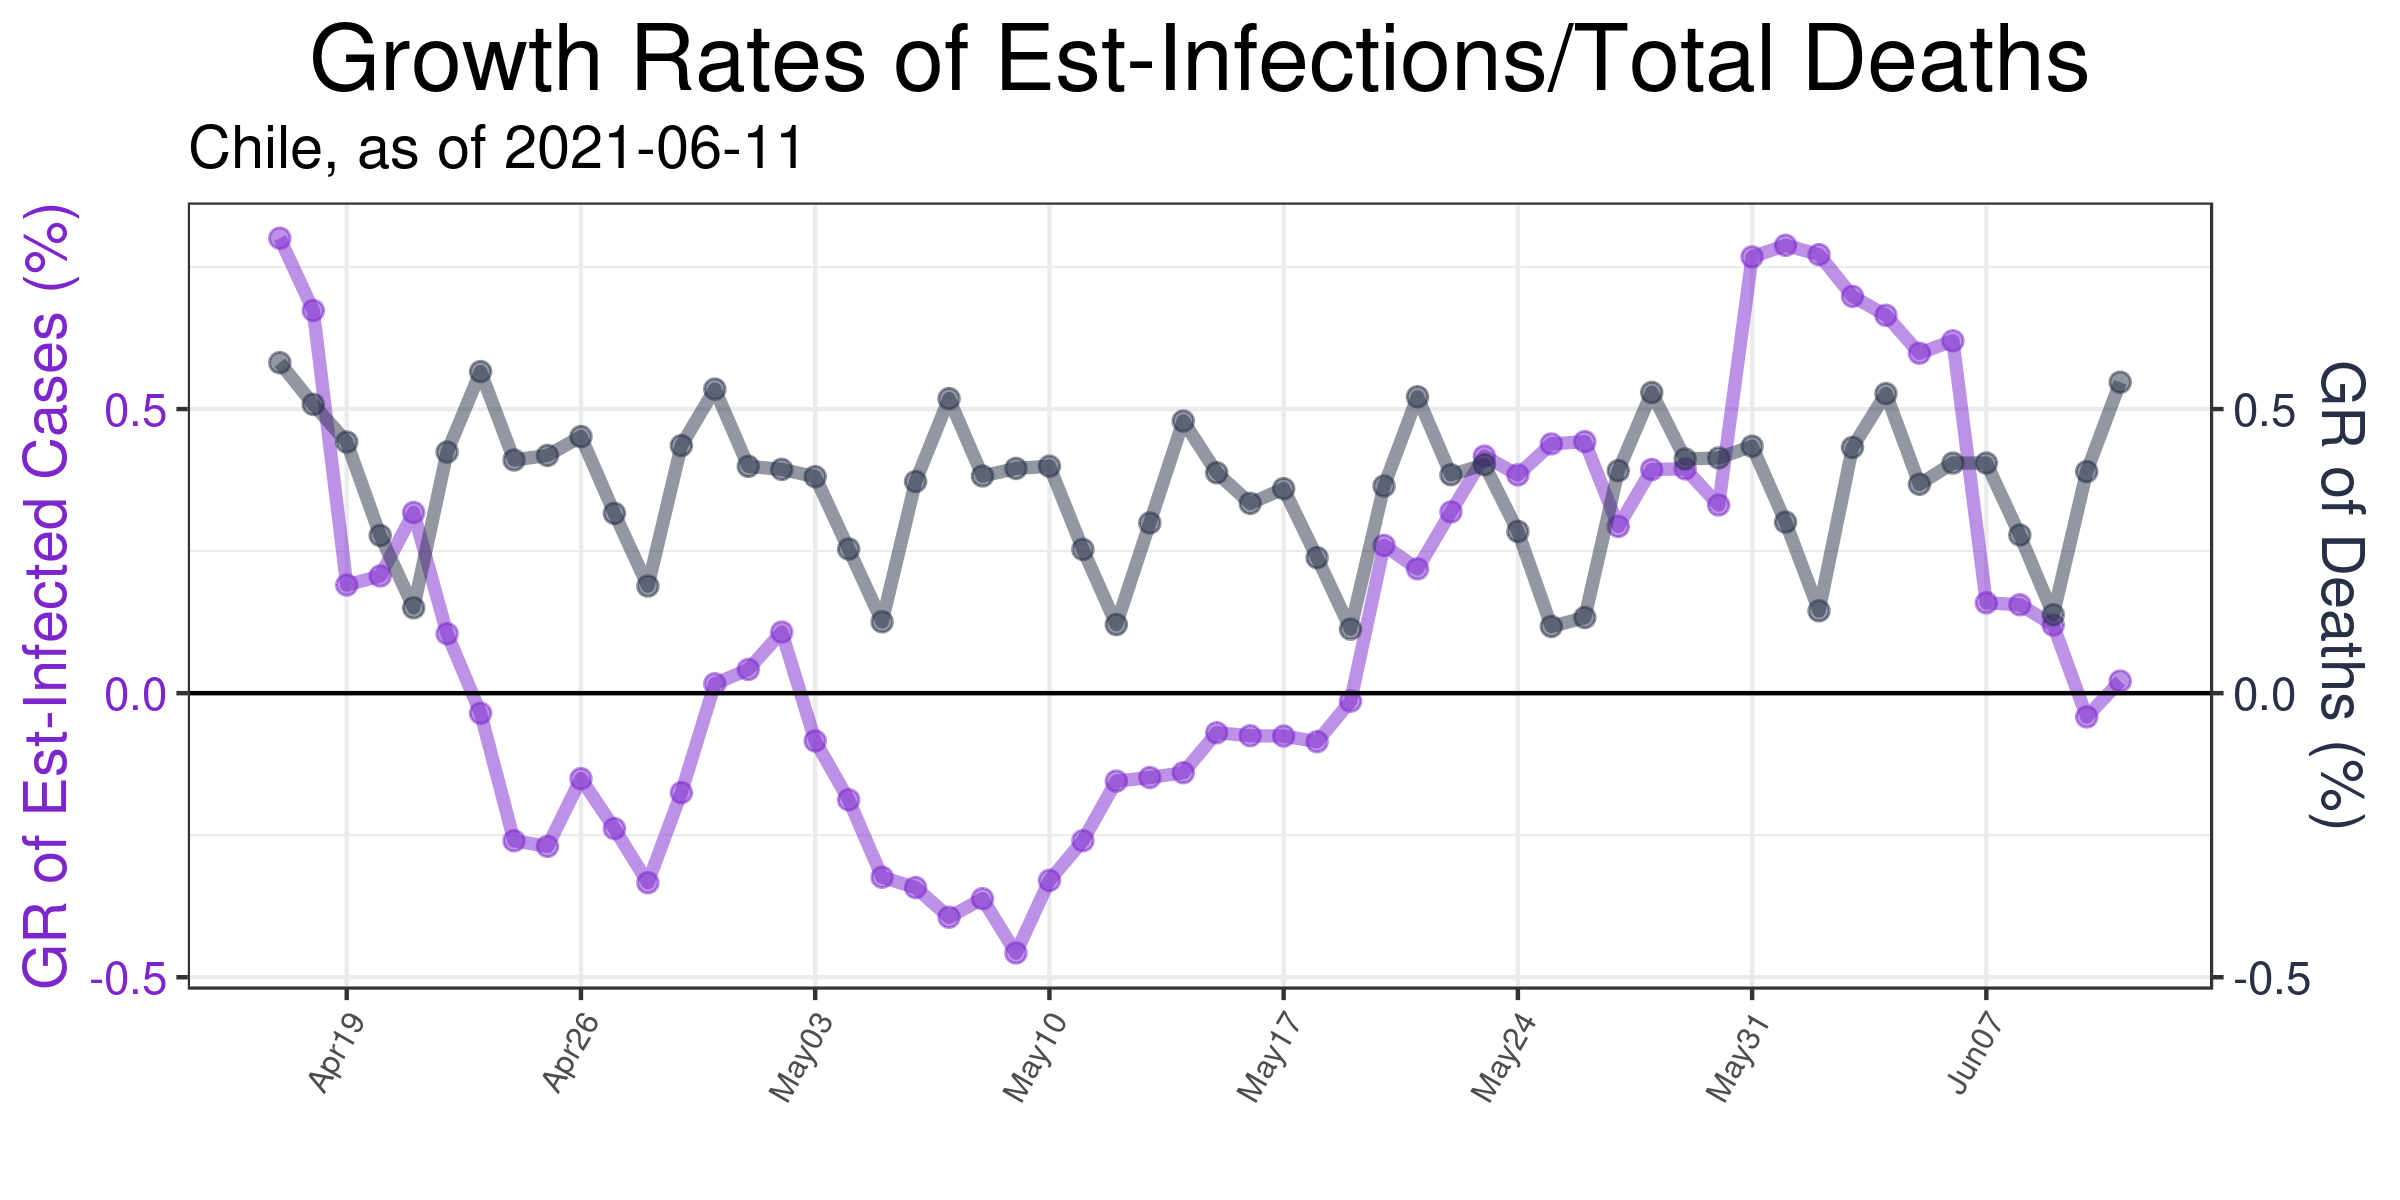 Growth Rates of Est-Infections/Total Deaths
Chile, as of 2021-06-11
GR of Est-Infected Cases (%)
0.5
0.0
-0.5
GR of Deaths (%)
0.5
0.0
-0.5
Apr19
Apr26
May03
May10
May17
May24
May31
Jun07